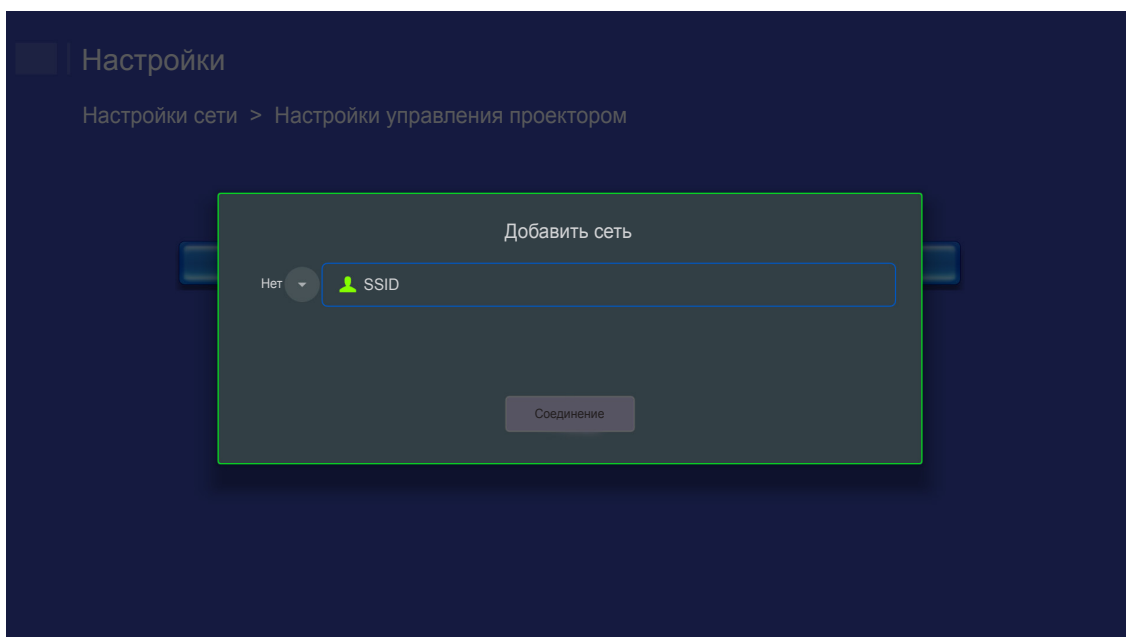 Настройки
Настройки сети > Настройки управления проектором
Добавить сеть
Нет SSID
Соединение